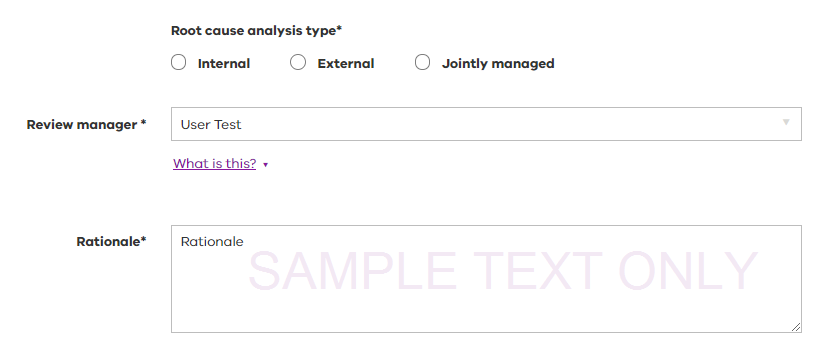 Root cause analysis type*
Internal External Jointly managed
Review manager * User Test
What is this?
Rationale* Rationale
SAMPLE TEXT ONLY